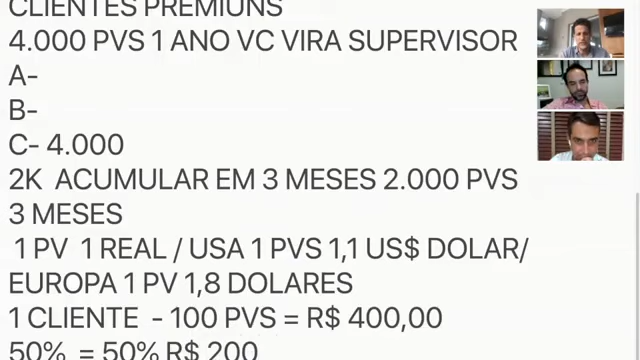 CLIENTES PREMIUNS
4.000 PVS 1 ANO VC VIRA SUPERVISOR
A-
B-
C- 4.000
2K ACUMULAR EM 3 MESES 2.000 PVS
3 MESES
1 PV 1 REAL / USA 1 PVS 1,1 US$ DOLAR/
EUROPA 1 PV 1,8 DOLARES
1 CLIENTE - 100 PVS = R$ 400,00
50% = 50% R$ 200